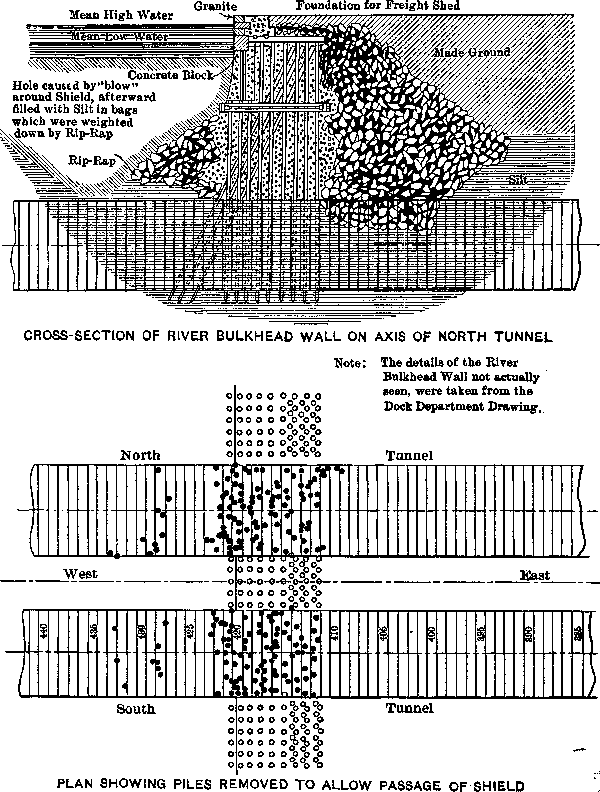 Granite
Foundation for Freight Shed
Mean High Water
Mean Low Water
Made Ground
Concrete Block
Hole caused by "blow"
around Shield, afterward
filled with Silt in bags
which were weighted
down by Rip-Rap
Rip-Rap
Silt
CROSS-SECTION OF RIVER BULKHEAD WALL ON AXIS OF NORTH TUNNEL
Note: The details of the River
Bulkhead Wall not actually
seen, were taken from the
Dock Department Drawing.
North Tunnel
West East
440 435 430 425 420 410 405 400 395 390 385
South Tunnel
PLAN SHOWING PILES REMOVED TO ALLOW PASSAGE OF SHIELD